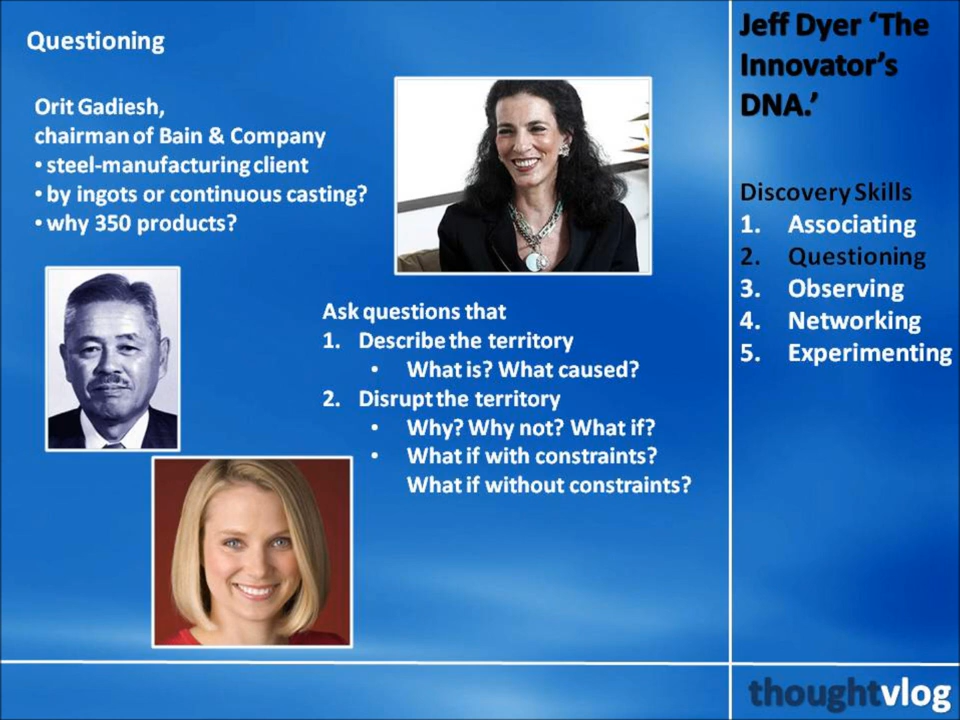 Questioning
Orit Gadiesh,
chairman of Bain & Company
• steel-manufacturing client
• by ingots or continuous casting?
• why 350 products?
Ask questions that
1. Describe the territory
• What is? What caused?
2. Disrupt the territory
• Why? Why not? What if?
• What if with constraints?
What if without constraints?
Jeff Dyer ‘The
Innovator’s
DNA.’
Discovery Skills
1. Associating
2. Questioning
3. Observing
4. Networking
5. Experimenting
thoughtvlog